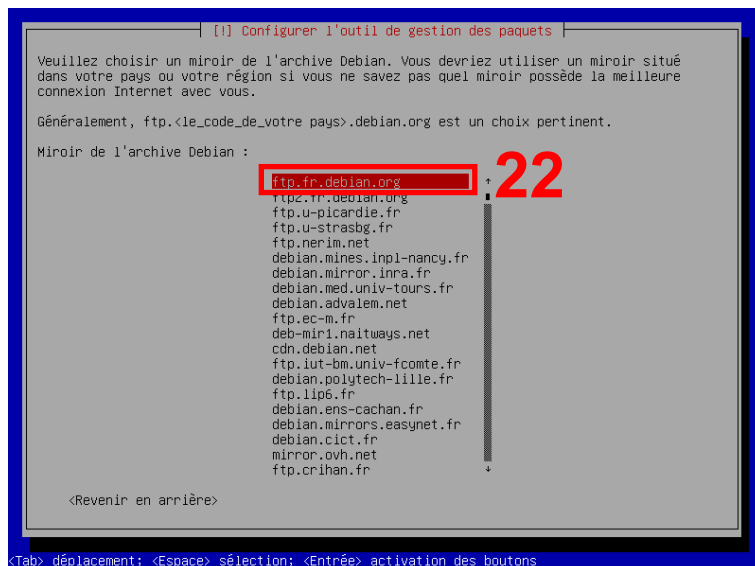 [!] Configurer l'outil de gestion des paquets
Veuillez choisir un miroir de l'archive Debian. Vous devriez utiliser un miroir situé
dans votre pays ou votre région si vous ne savez pas quel miroir possède la meilleure
connexion Internet avec vous.
Généralement, ftp.<le_code_de_votre pays>.debian.org est un choix pertinent.
Miroir de l'archive Debian :
ftp.fr.debian.org
22
ftp2.fr.debian.org
ftp.u-picardie.fr
ftp.u-strasbg.fr
ftp.nerim.net
debian.mines.inpl-nancy.fr
debian.mirror.inra.fr
debian.med.univ-tours.fr
debian.advalem.net
ftp.ec-m.fr
deb-mir1.naitways.net
cdn.debian.net
ftp.iut-bm.univ-fcomte.fr
debian.polytech-lille.fr
ftp.lip6.fr
debian.ens-cachan.fr
debian.mirrors.easynet.fr
debian.cict.fr
mirror.ovh.net
ftp.crihan.fr
<Revenir en arrière>
<Tab> déplacement; <Espace> sélection; <Entrée> activation des boutons